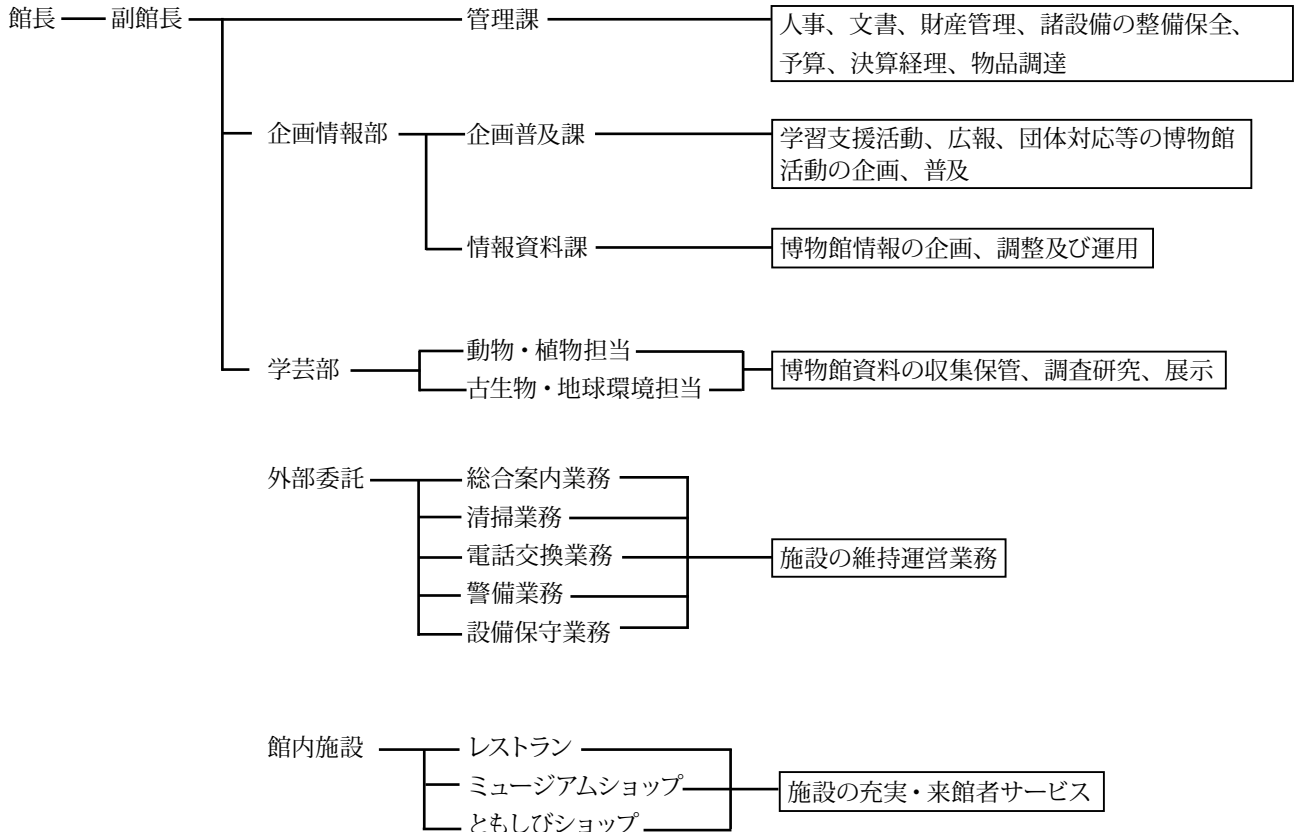 館長 副館長 管理課 人事、文書、財産管理、諸設備の整備保全、
予算、決算経理、物品調達
企画情報部 企画普及課 学習支援活動、広報、団体対応等の博物館
活動の企画、普及
情報資料課 博物館情報の企画、調整及び運用
学芸部 動物・植物担当 博物館資料の収集保管、調査研究、展示
古生物・地球環境担当
外部委託 総合案内業務
清掃業務
電話交換業務 施設の維持運営業務
警備業務
設備保守業務
館内施設 レストラン
ミュージアムショップ 施設の充実・来館者サービス
ともしびショップ